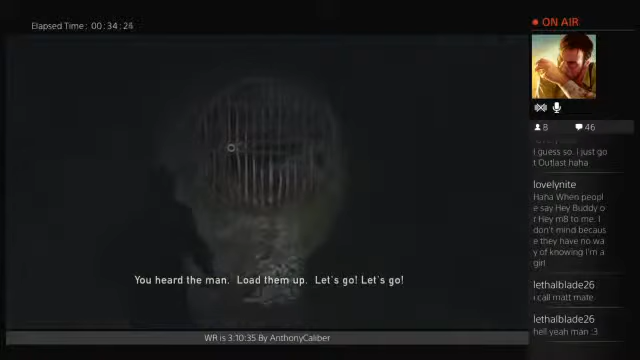 Elapsed Time: 00:34:24
ON AIR
8
46
I guess so. I just go
t Outlast haha
lovelynite
Haha When peopl
e say Hey Buddy o
r Hey m8 to me. I
don't mind becaus
e they have no wa
y of knowing I'm a
girl
lethalblade26
i call matt mate
lethalblade26
hell yeah man :3
You heard the man.  Load them up.  Let's go! Let's go!
WR is 3:10:35 By AnthonyCaliber